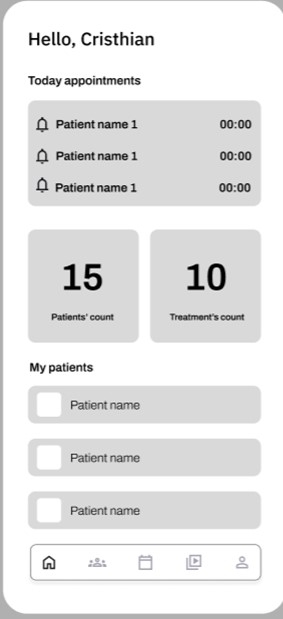 Hello, Cristhian
Today appointments
Patient name 1 00:00
Patient name 1 00:00
Patient name 1 00:00
15 10
Patients' count Treatment's count
My patients
Patient name
Patient name
Patient name